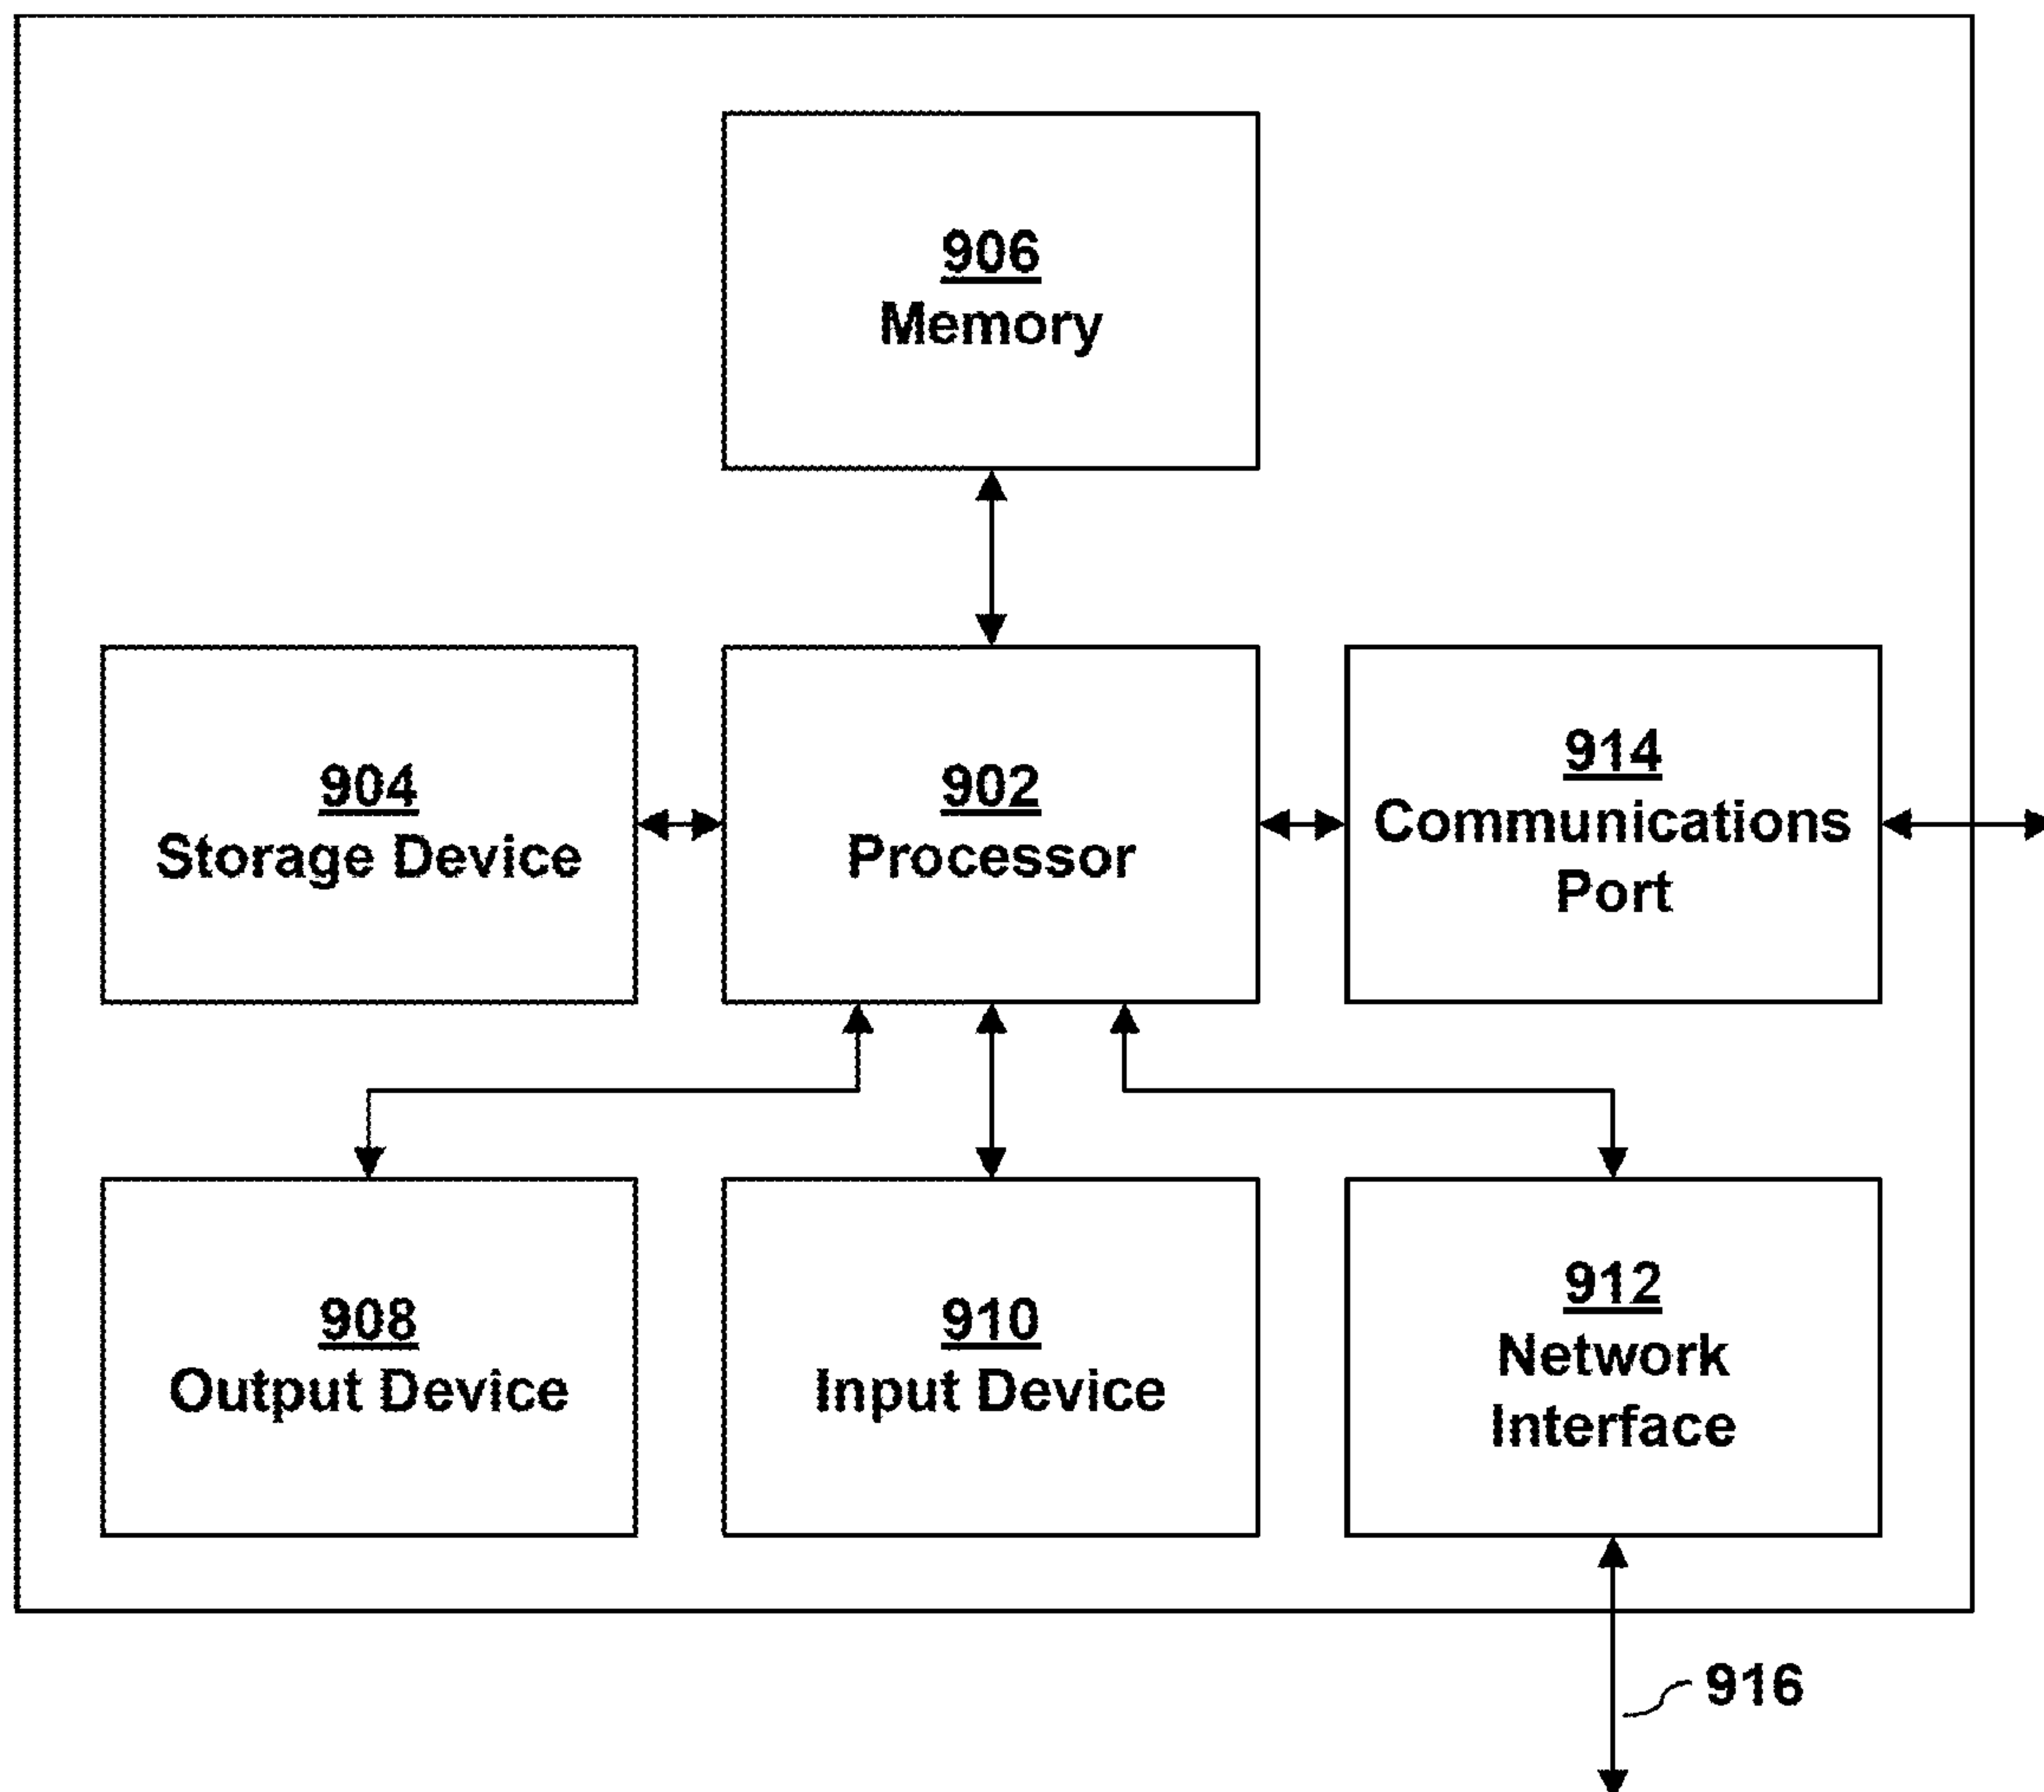 906
Memory
904
Storage Device
902
Processor
914
Communications
Port
908
Output Device
910
Input Device
912
Network
Interface
916